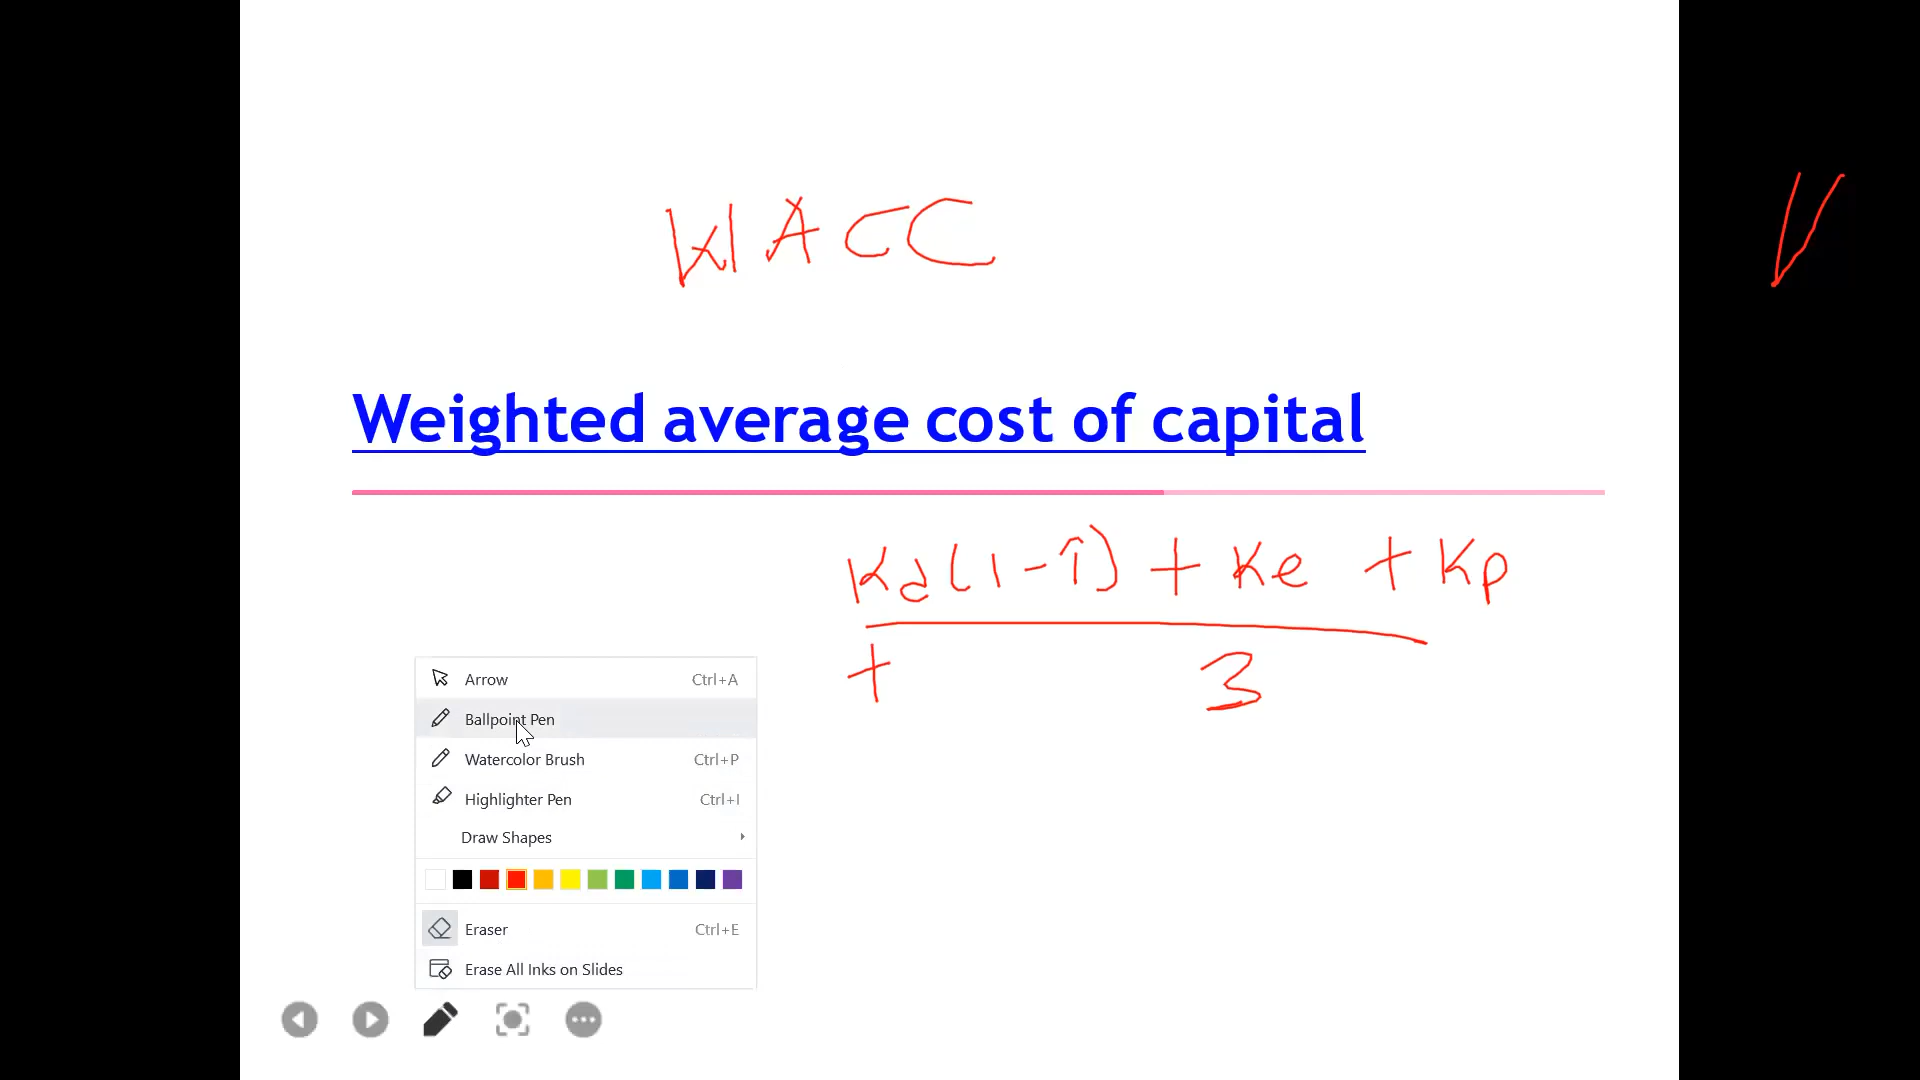 WACC
Weighted average cost of capital
Kd(1-T) + Ke + Kp
+ 3
Arrow Ctrl+A
Ballpoint Pen
Watercolor Brush Ctrl+P
Highlighter Pen Ctrl+I
Draw Shapes
Eraser Ctrl+E
Erase All Inks on Slides